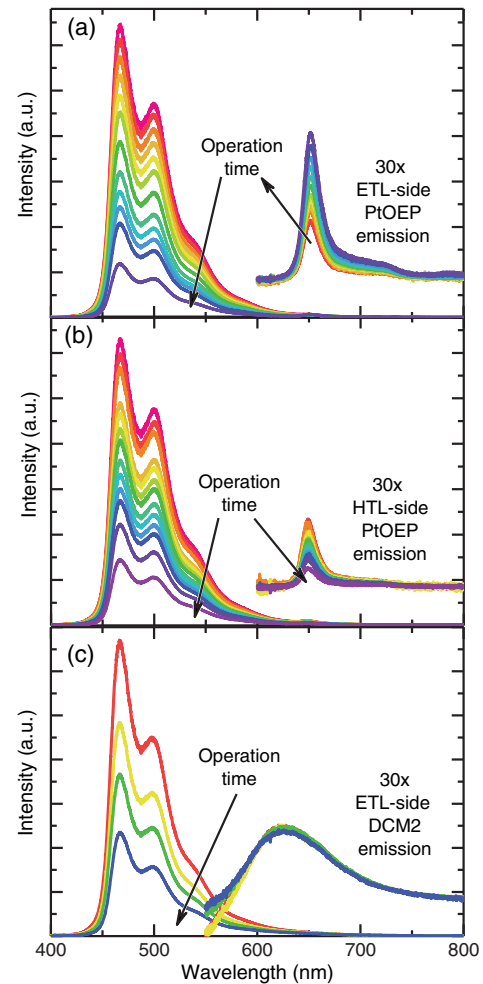 (a)
Intensity (a.u.)
Operation
time
30x
ETL-side
PtOEP
emission
(b)
Intensity (a.u.)
Operation
time
30x
HTL-side
PtOEP
emission
(c)
Intensity (a.u.)
Operation
time
30x
ETL-side
DCM2
emission
400 500 600 700 800
Wavelength (nm)